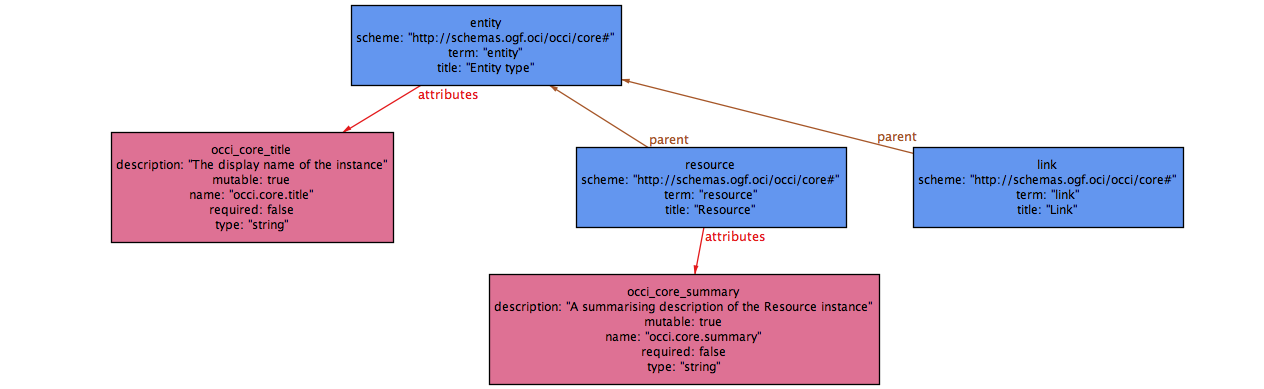 entity
scheme: "http://schemas.ogf.oci/occi/core#"
term: "entity"
title: "Entity type"
attributes
parent
parent
occi_core_title
description: "The display name of the instance"
mutable: true
name: "occi.core.title"
required: false
type: "string"
resource
scheme: "http://schemas.ogf.oci/occi/core#"
term: "resource"
title: "Resource"
link
scheme: "http://schemas.ogf.oci/occi/core#"
term: "link"
title: "Link"
attributes
occi_core_summary
description: "A summarising description of the Resource instance"
mutable: true
name: "occi.core.summary"
required: false
type: "string"